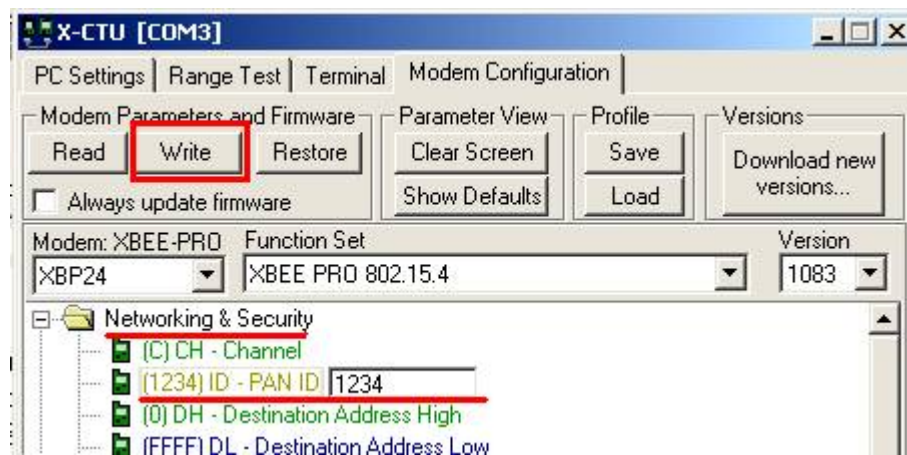 X-CTU [COM3]
PC Settings Range Test Terminal Modem Configuration
Modem Parameters and Firmware Parameter View Profile Versions
Read Write Restore Clear Screen Save Download new versions...
Always update firmware Show Defaults Load
Modem: XBEE-PRO Function Set Version
XBP24 XBEE PRO 802.15.4 1083
Networking & Security
(C) CH - Channel
(1234) ID - PAN ID 1234
(0) DH - Destination Address High
(FFFF) DL - Destination Address Low